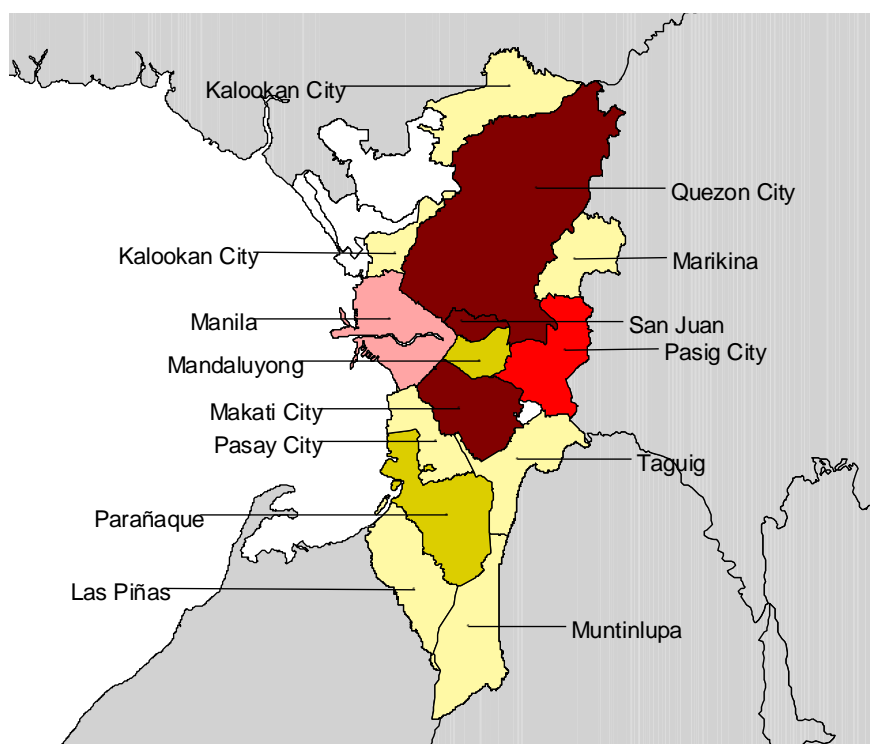 Kalookan City
Quezon City
Kalookan City
Marikina
Manila
San Juan
Mandaluyong
Pasig City
Makati City
Pasay City
Taguig
Parañaque
Las Piñas
Muntinlupa